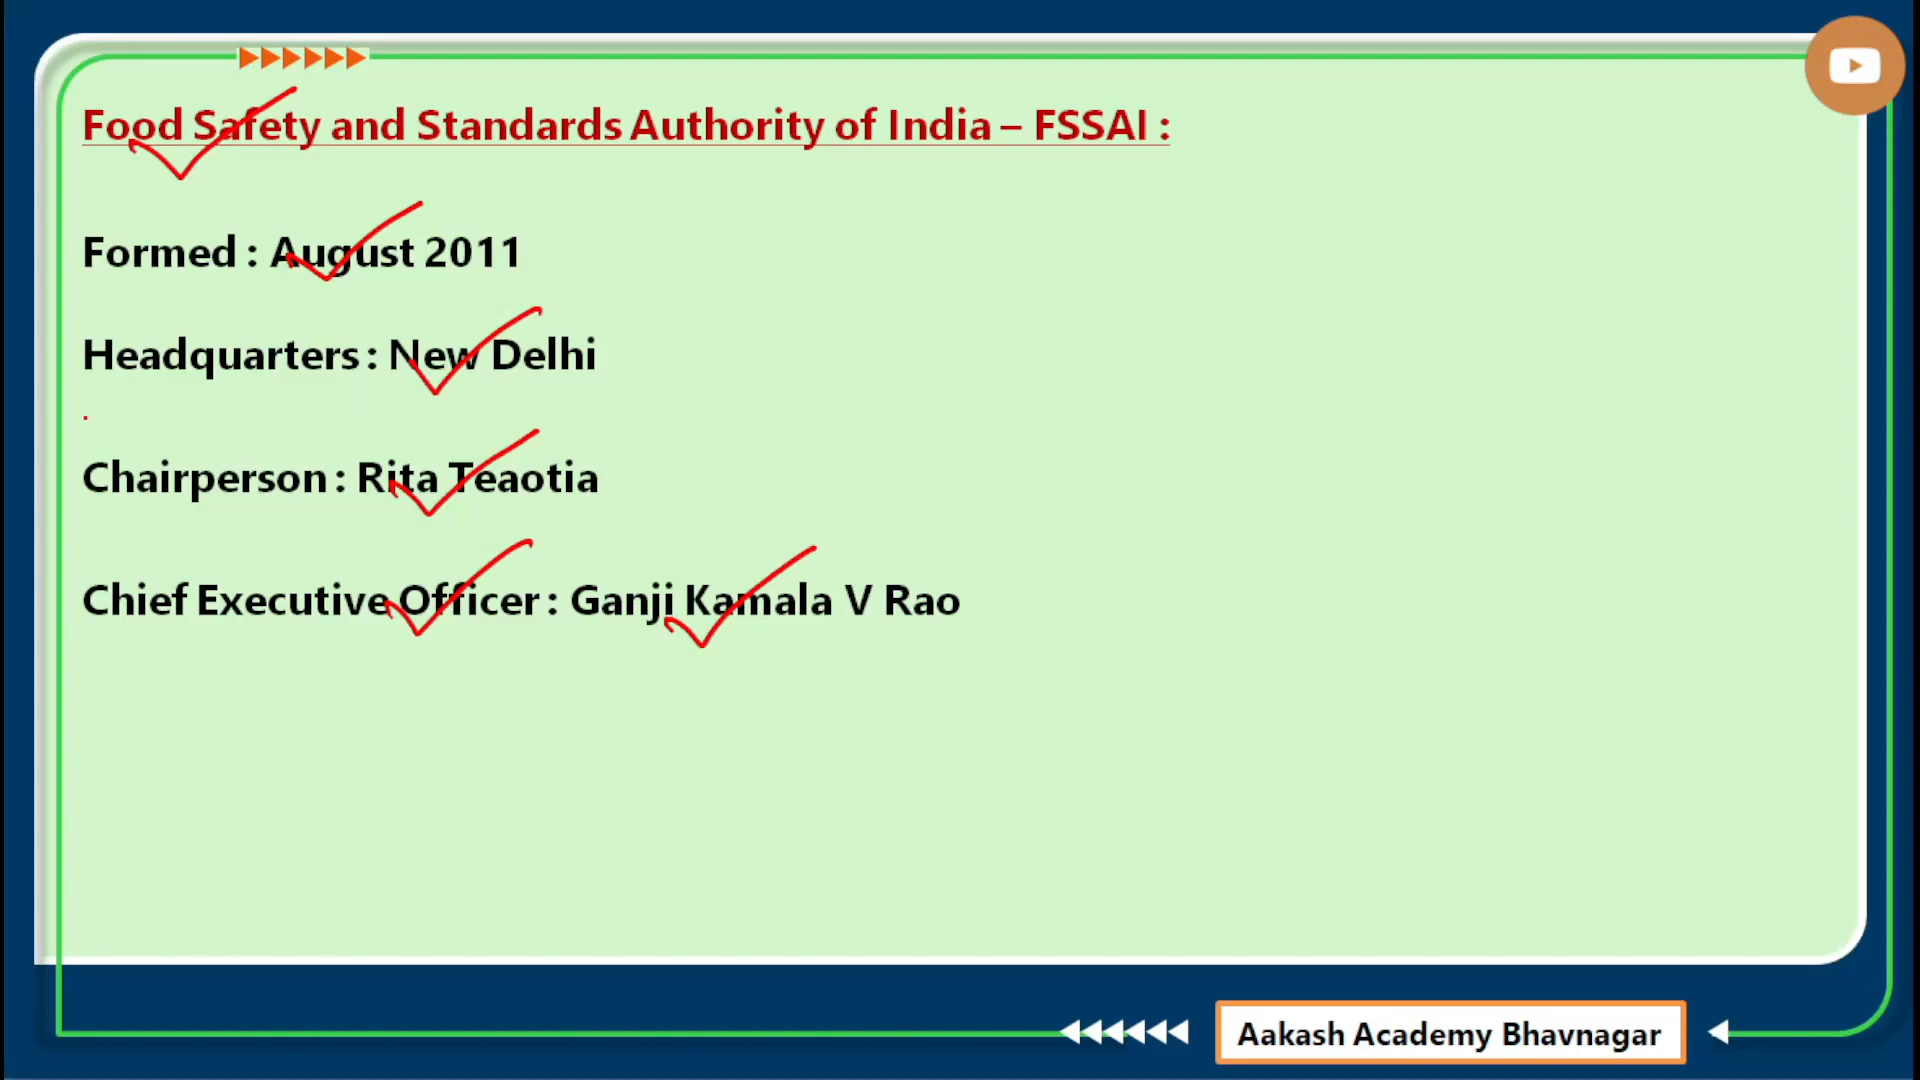 Food Safety and Standards Authority of India – FSSAI :
Formed : August 2011
Headquarters : New Delhi
Chairperson : Rita Teaotia
Chief Executive Officer : Ganji Kamala V Rao
Aakash Academy Bhavnagar